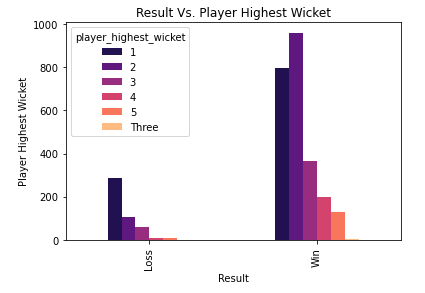 Result Vs. Player Highest Wicket
player_highest_wicket
1
2
3
4
5
Three
1000
800
600
400
200
0
Player Highest Wicket
Loss
Win
Result